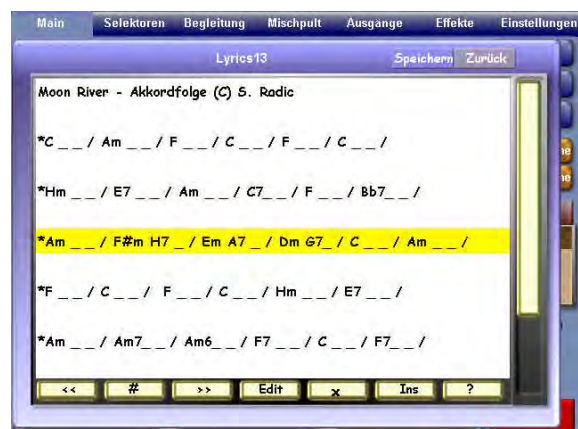 Main Selektoren Begleitung Mischpult Ausgänge Effekte Einstellungen
Lyrics13 Speichern Zurück
Moon River - Akkordfolge (C) S. Radic
*C _ _ / Am _ _ / F _ _ / C _ _ / F _ _ / C _ _ /
*Hm _ _ / E7 _ _ / Am _ _ / C7_ _ / F _ _ / Bb7_ _ /
*Am _ _ / F#m H7 _ / Em A7 _ / Dm G7_ / C _ _ / Am _ _ /
*F _ _ / C _ _ / F _ _ / C _ _ / Hm _ _ / E7 _ _ /
*Am _ _ / Am7_ _ / Am6_ _ / F7 _ _ / C _ _ / F7_ _ /
<< # >> Edit x Ins ?